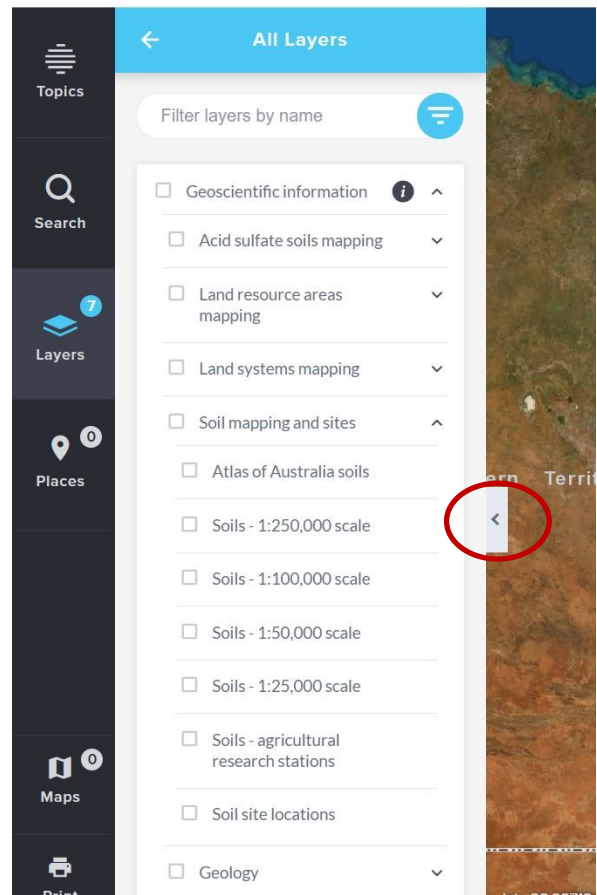 Topics
Search
7
Layers
0
Places
0
Maps
All Layers
Filter layers by name
Geoscientific information i
Acid sulfate soils mapping
Land resource areas
mapping
Land systems mapping
Soil mapping and sites
Atlas of Australia soils
Soils - 1:250,000 scale
Soils - 1:100,000 scale
Soils - 1:50,000 scale
Soils - 1:25,000 scale
Soils - agricultural
research stations
Soil site locations
Geology
ern Territ